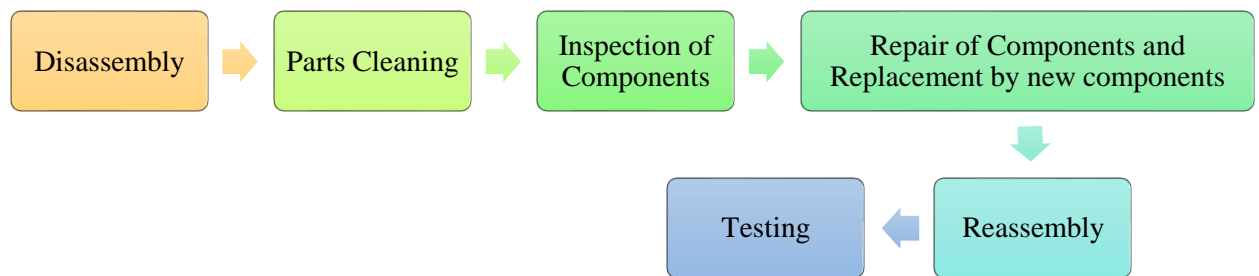 Disassembly
Parts Cleaning
Inspection of
Components
Repair of Components and
Replacement by new components
Reassembly
Testing